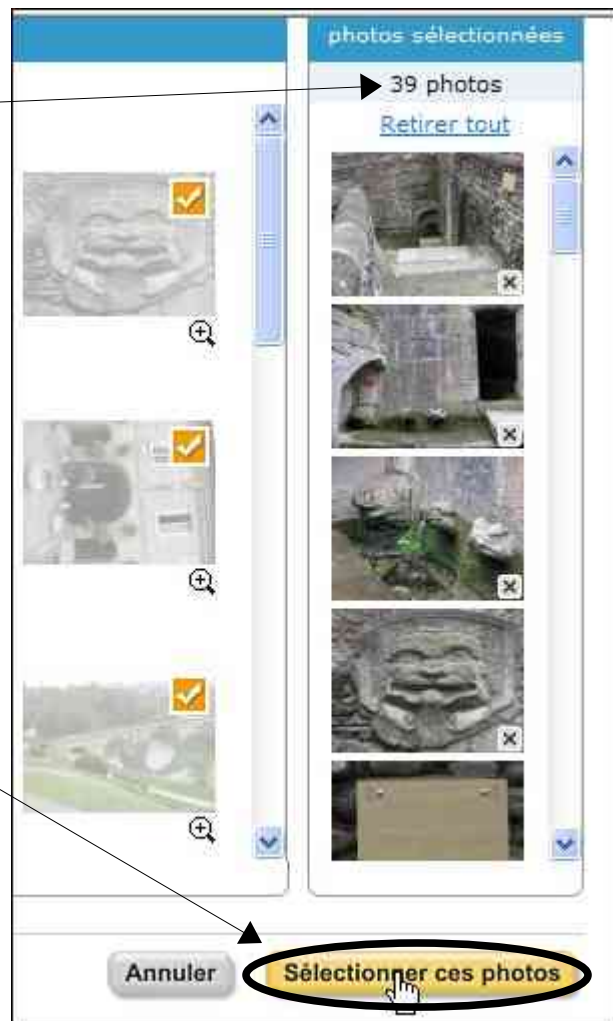 photos sélectionnées
39 photos
Retirer tout
Annuler
Sélectionner ces photos